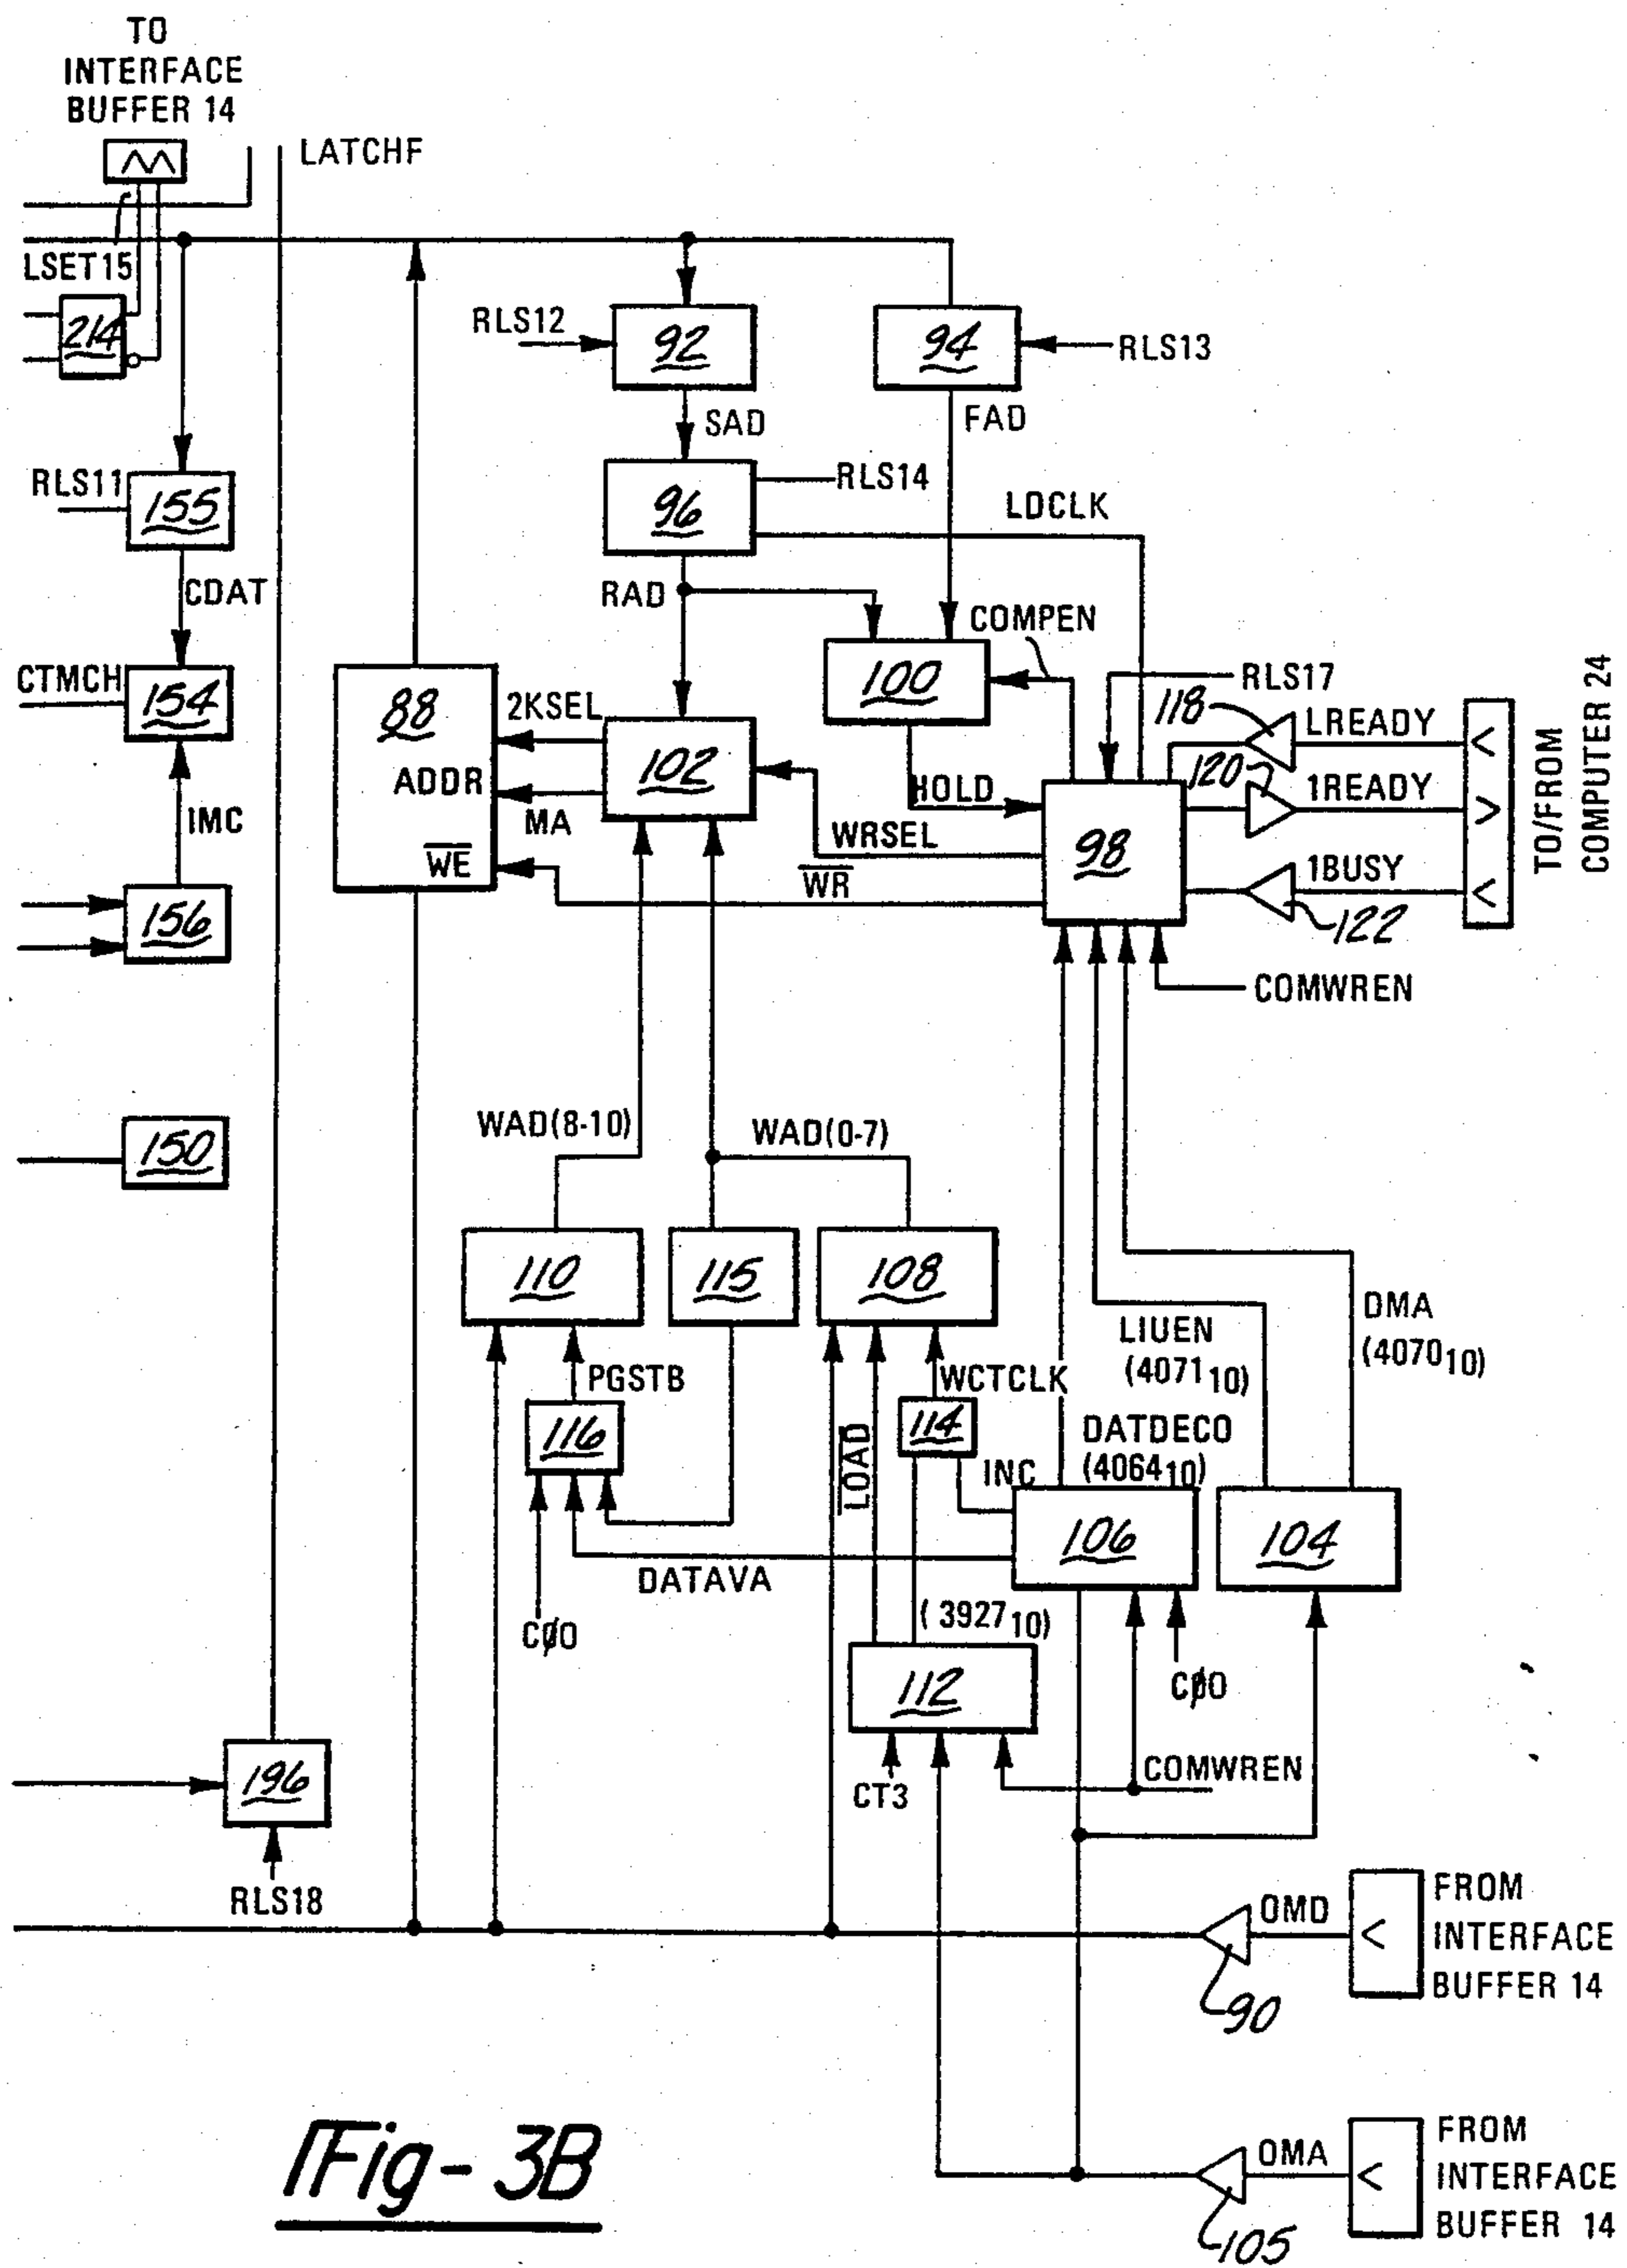 TO
INTERFACE
BUFFER 14
LATCHF
LSET15
214
RLS12
92
94
RLS13
SAD
FAD
RLS11
155
96
RLS14
LDCLK
CDAT
RAD
COMPEN
CTMCH
154
88
2KSEL
100
RLS17
118
LREADY
102
ADDR
MA
HOLD
120
1READY
TO/FROM
COMPUTER 24
IMC
WRSEL
98
WE
WR
1BUSY
122
156
COMWREN
150
WAD(8-10)
WAD(0-7)
110
115
108
LIUEN
(4071 10)
DMA
(4070 10)
PGSTB
WCTCLK
116
LOAD
114
DATDECO
(4064 10)
INC
106
104
DATAVA
CØ0
(3927 10)
112
CØ0
196
CT3
COMWREN
RLS18
OMD
FROM
INTERFACE
BUFFER 14
90
OMA
FROM
INTERFACE
BUFFER 14
105
Fig-3B